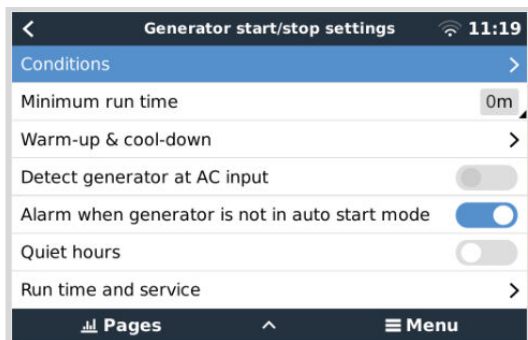 Generator start/stop settings 11:19
Conditions
Minimum run time 0m
Warm-up & cool-down
Detect generator at AC input
Alarm when generator is not in auto start mode
Quiet hours
Run time and service
Pages Menu